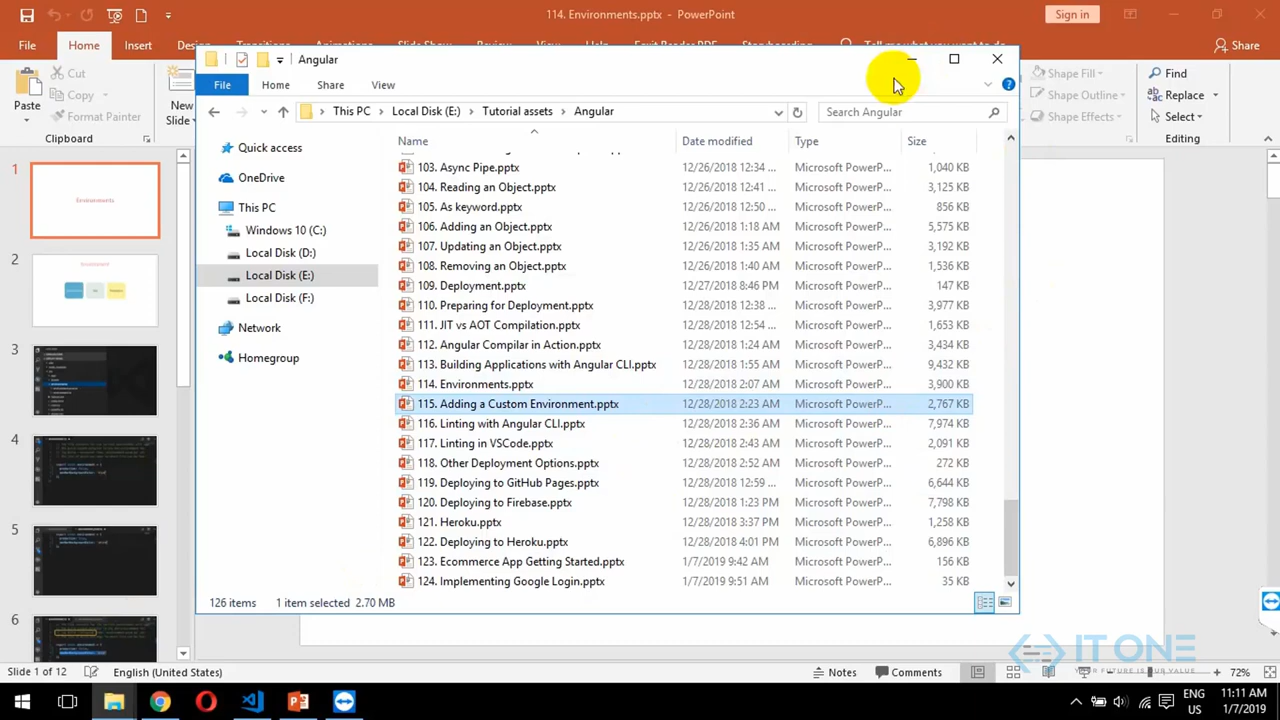 114. Environments.pptx - PowerPoint
Sign in
File
Home
Insert
Share
Cut
Copy
Paste
Format Painter
Clipboard
New
Slide
Shape Fill
Shape Outline
Shape Effects
Find
Replace
Select
Editing
Angular
File
Home
Share
View
This PC
Local Disk (E:)
Tutorial assets
Angular
Search Angular
Quick access
OneDrive
This PC
Windows 10 (C:)
Local Disk (D:)
Local Disk (E:)
Local Disk (F:)
Network
Homegroup
Name Date modified Type Size
103. Async Pipe.pptx 12/26/2018 12:34 ... Microsoft PowerP... 1,040 KB
104. Reading an Object.pptx 12/26/2018 12:41 ... Microsoft PowerP... 3,125 KB
105. As keyword.pptx 12/26/2018 12:50 ... Microsoft PowerP... 856 KB
106. Adding an Object.pptx 12/26/2018 1:18 AM Microsoft PowerP... 5,575 KB
107. Updating an Object.pptx 12/26/2018 1:35 AM Microsoft PowerP... 3,192 KB
108. Removing an Object.pptx 12/26/2018 1:40 AM Microsoft PowerP... 1,536 KB
109. Deployment.pptx 12/27/2018 8:46 PM Microsoft PowerP... 147 KB
110. Preparing for Deployment.pptx 12/28/2018 12:38 ... Microsoft PowerP... 3,977 KB
111. JIT vs AOT Compilation.pptx 12/28/2018 12:54 ... Microsoft PowerP... 1,653 KB
112. Angular Compilar in Action.pptx 12/28/2018 1:24 AM Microsoft PowerP... 3,434 KB
113. Building Applications with Angular CLI.pptx 12/28/2018 1:55 AM Microsoft PowerP... 9,432 KB
114. Environments.pptx 12/28/2018 2:07 AM Microsoft PowerP... 3,900 KB
115. Adding a Custom Environment.pptx 12/28/2018 2:23 AM Microsoft PowerP... 2,767 KB
116. Linting with Angular CLI.pptx 12/28/2018 2:36 AM Microsoft PowerP... 7,974 KB
117. Linting in VSCode.pptx 12/28/2018 2:43 AM Microsoft PowerP... 2,091 KB
118. Other Deployment Options.pptx 12/28/2018 2:52 AM Microsoft PowerP... 272 KB
119. Deploying to GitHub Pages.pptx 12/28/2018 12:59 ... Microsoft PowerP... 6,644 KB
120. Deploying to Firebase.pptx 12/28/2018 1:23 PM Microsoft PowerP... 7,798 KB
121. Heroku.pptx 12/28/2018 3:37 PM Microsoft PowerP... 1,258 KB
122. Deploying to Heroku.pptx 12/28/2018 4:01 PM Microsoft PowerP... 6,896 KB
123. Ecommerce App Getting Started.pptx 1/7/2019 9:42 AM Microsoft PowerP... 156 KB
124. Implementing Google Login.pptx 1/7/2019 9:51 AM Microsoft PowerP... 35 KB
126 items 1 item selected 2.70 MB
1
Environments
2
3
4
5
6
IT ONE
YOUR FUTURE IS OUR VALUE
Slide 1 of 12
English (United States)
Notes
Comments
72%
ENG
US
11:11 AM
1/7/2019